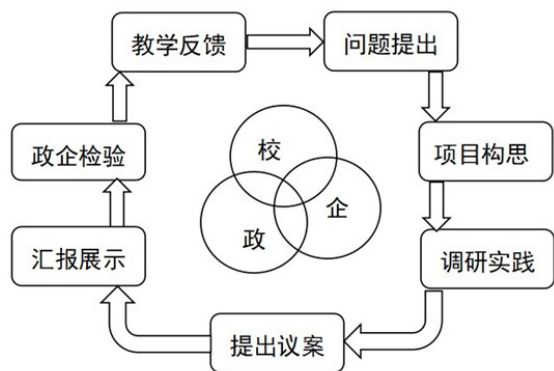 教学反馈
问题提出
政企检验
校
项目构思
企
政
汇报展示
调研实践
提出议案